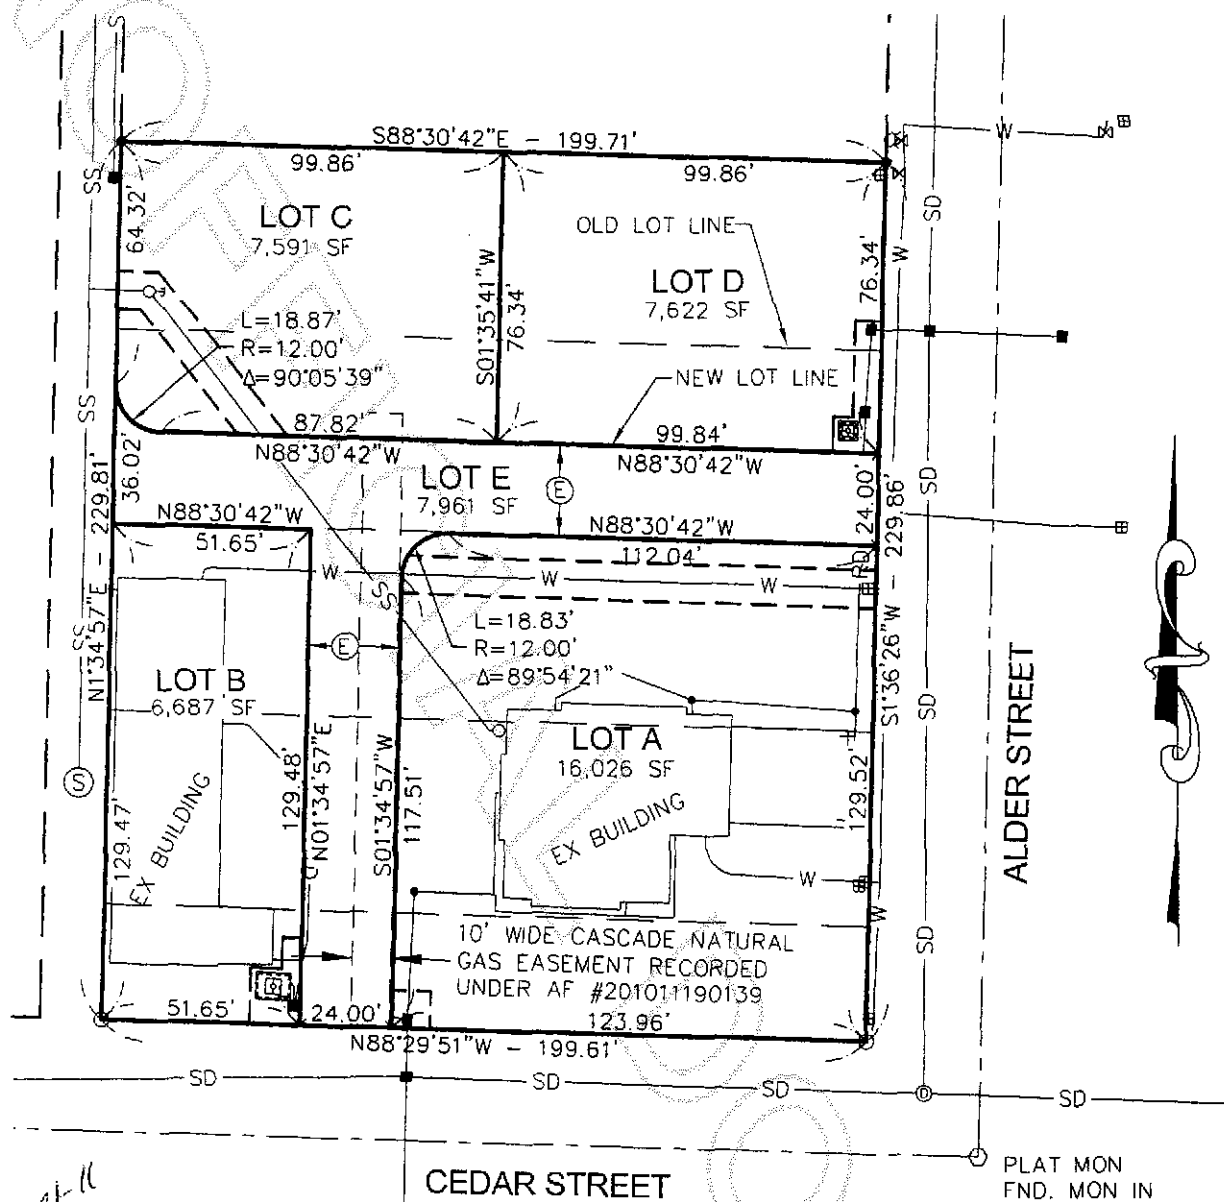 S
S88°30'42"E - 199.71'
99.86'
99.86'
W
SS
64.32'
LOT C
7,591 SF
OLD LOT LINE
LOT D
7,622 SF
76.34'
W
SD
S01°35'41"W
76.34'
L=18.87'
R=12.00'
Δ=90°05'39"
NEW LOT LINE
SS
87.82'
N88°30'42"W
99.84'
N88°30'42"W
36.02'
LOT E
7,961 SF
E
24.00'
SD
N1°34'57"E - 229.81'
N88°30'42"W
51.65'
N88°30'42"W
112.04'
S1°36'26"W - 229.86'
RD
W
W
W
SS
SS
L=18.83'
R=12.00'
Δ=89°54'21"
E
LOT B
6,687 SF
LOT A
16,026 SF
EX BUILDING
EX BUILDING
SD
ALDER STREET
S
129.47'
129.48'
N01°34'57"E
S01°34'57"W
117.51'
129.52'
W
W
SD
10' WIDE CASCADE NATURAL
GAS EASEMENT RECORDED
UNDER AF #201011190139
51.65'
24.00'
123.96'
N88°29'51"W - 199.61'
SD
SD
SD
D
SD
CEDAR STREET
PLAT MON
FND. MON IN